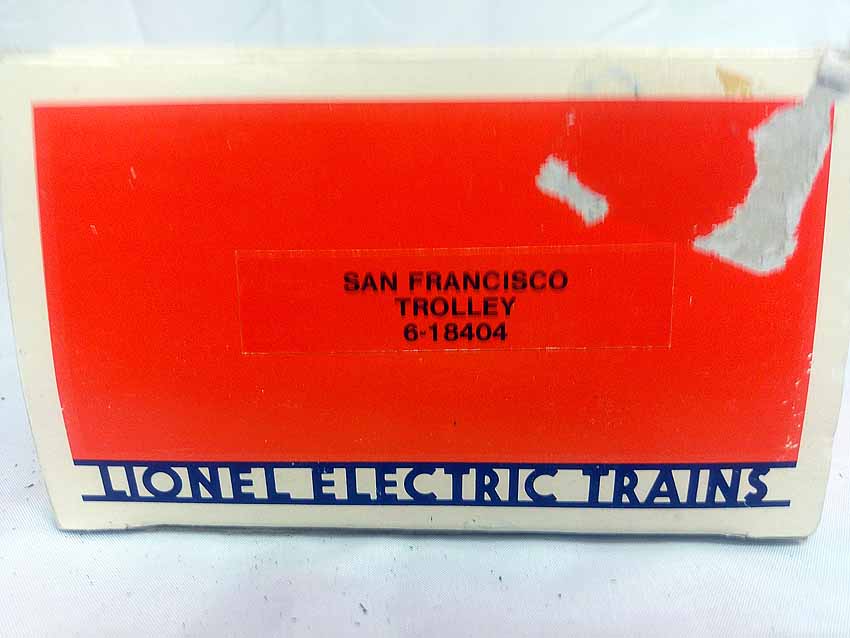 SAN FRANCISCO
TROLLEY
6-18404
LIONEL ELECTRIC TRAINS